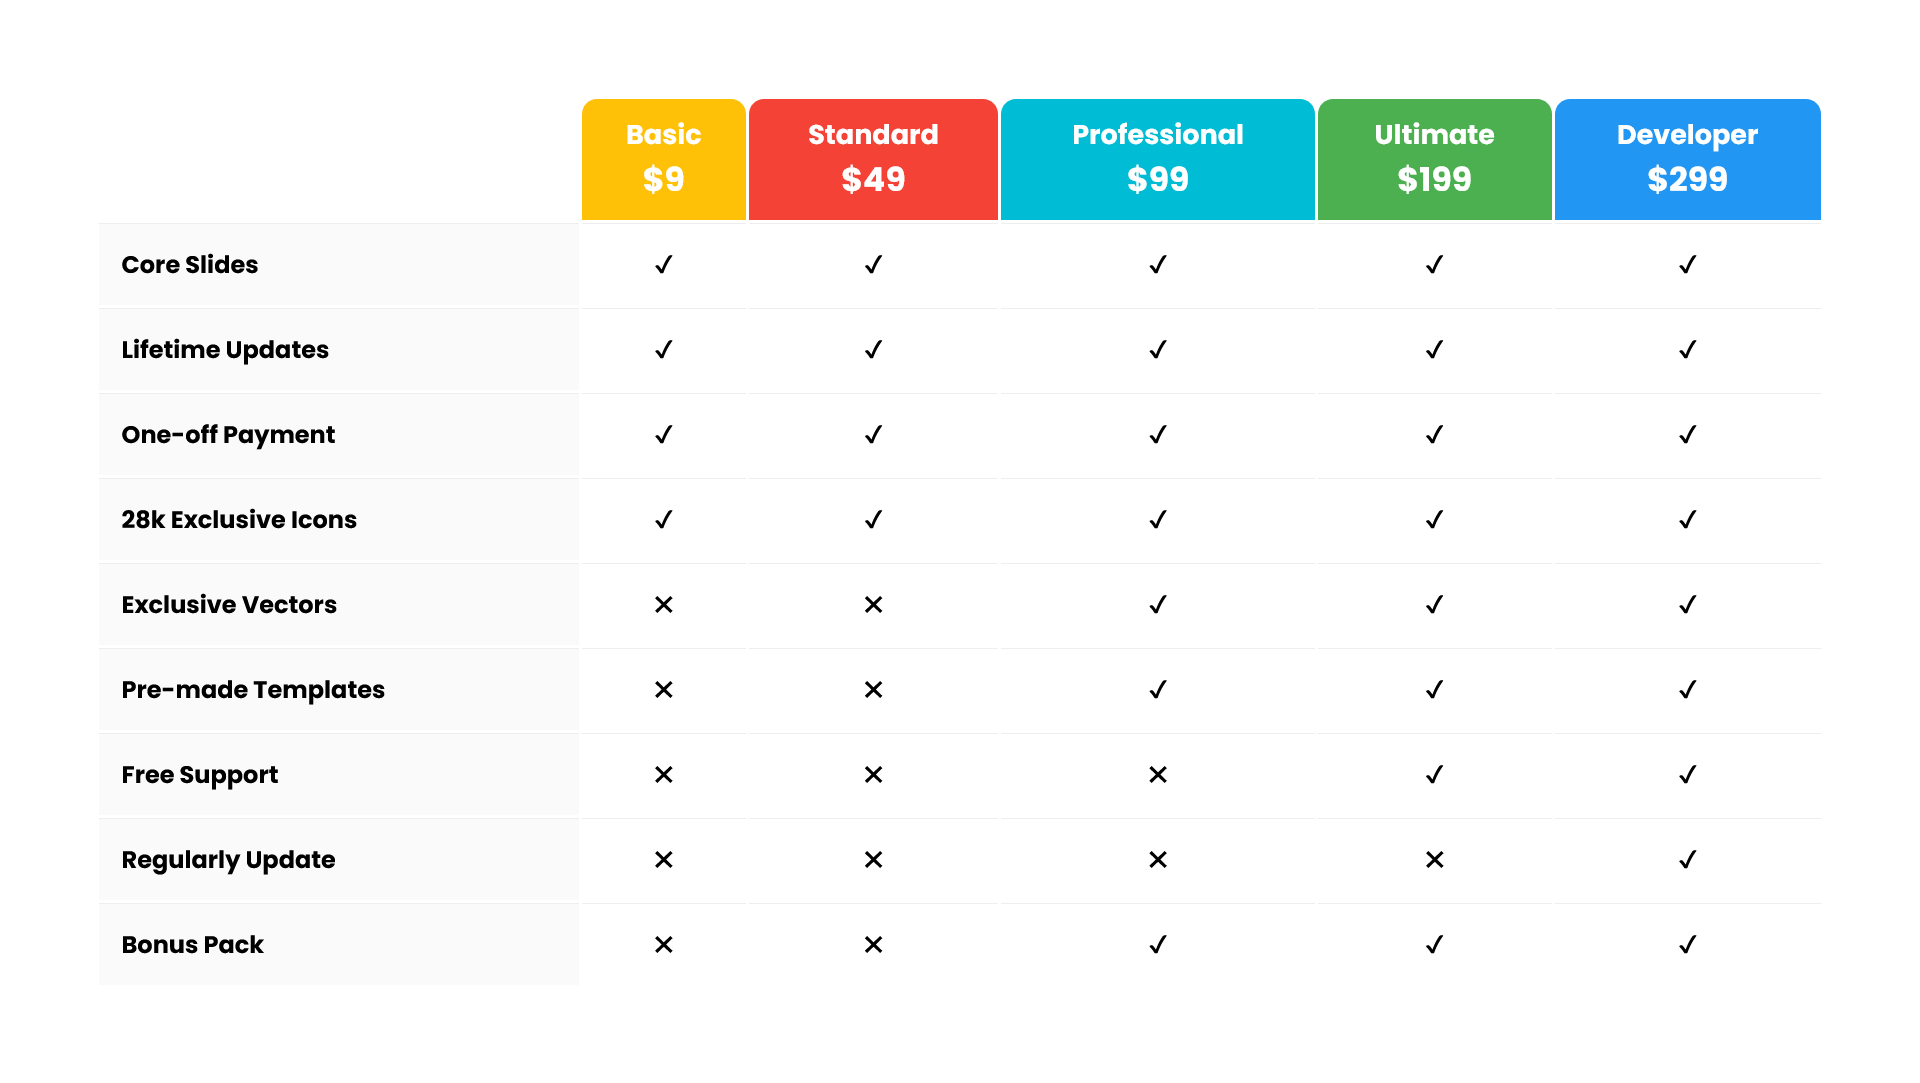 Basic Standard Professional Ultimate Developer
$9 $49 $99 $199 $299
Core Slides ✓ ✓ ✓ ✓ ✓
Lifetime Updates ✓ ✓ ✓ ✓ ✓
One-off Payment ✓ ✓ ✓ ✓ ✓
28k Exclusive Icons ✓ ✓ ✓ ✓ ✓
Exclusive Vectors ✕ ✕ ✓ ✓ ✓
Pre-made Templates ✕ ✕ ✓ ✓ ✓
Free Support ✕ ✕ ✕ ✓ ✓
Regularly Update ✕ ✕ ✕ ✕ ✓
Bonus Pack ✕ ✕ ✓ ✓ ✓